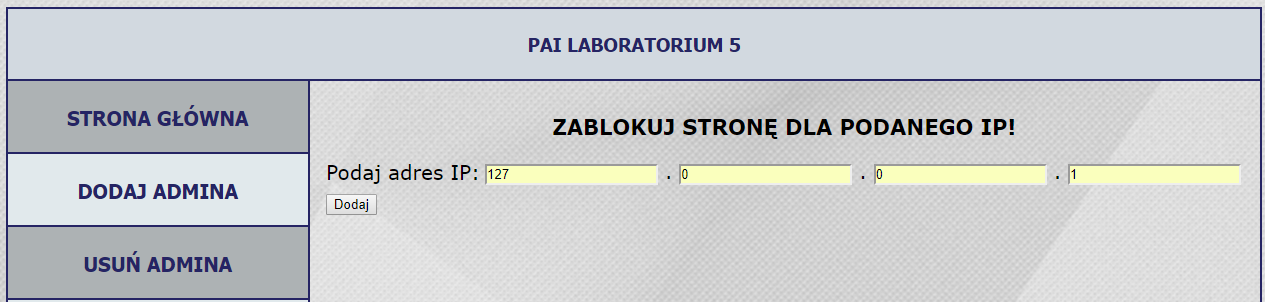 PAI LABORATORIUM 5
STRONA GŁÓWNA
DODAJ ADMINA
USUŃ ADMINA
ZABLOKUJ STRONĘ DLA PODANEGO IP!
Podaj adres IP: 127 . 0 . 0 . 1
Dodaj